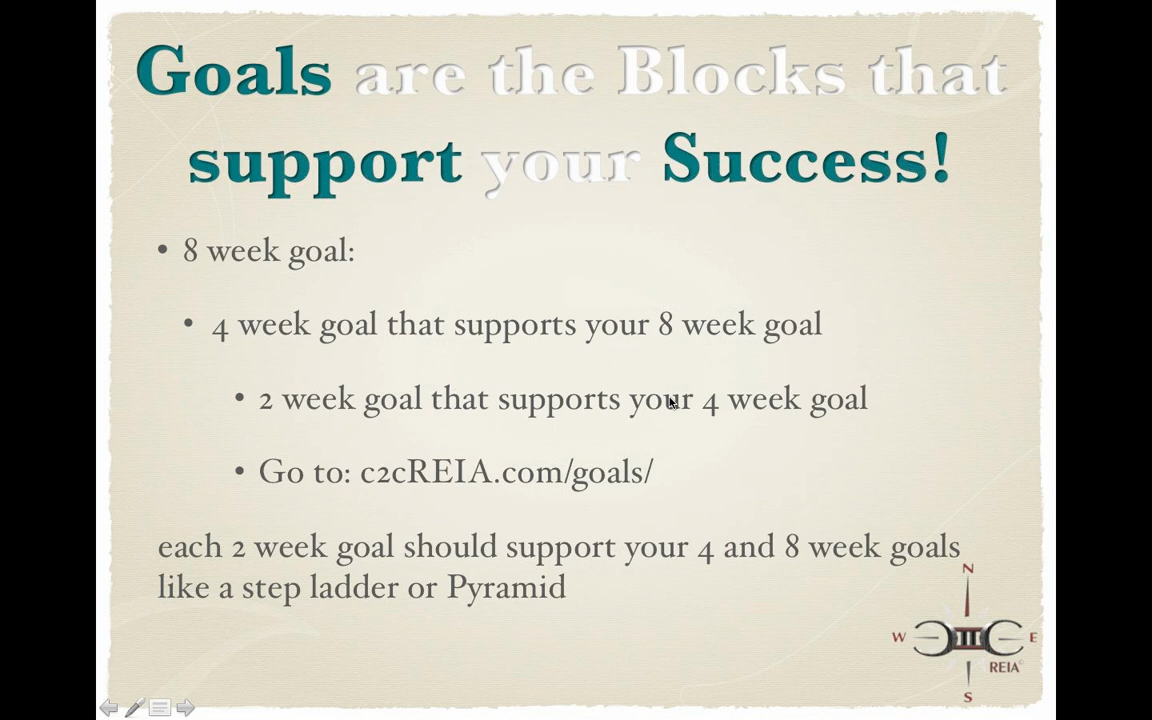 Goals are the Blocks that
support your Success!
• 8 week goal:
• 4 week goal that supports your 8 week goal
• 2 week goal that supports your 4 week goal
• Go to: c2cREIA.com/goals/
each 2 week goal should support your 4 and 8 week goals
like a step ladder or Pyramid
N
W E
REIA
S